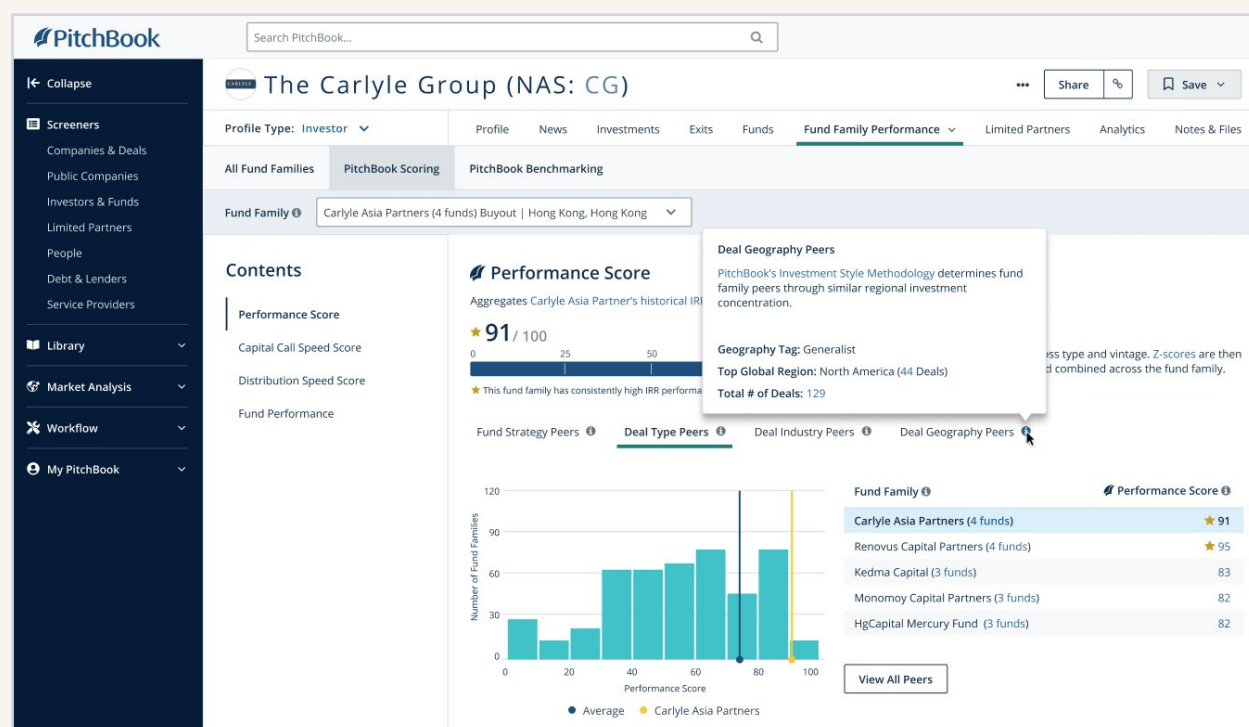 PitchBook
Search PitchBook...
Collapse
The Carlyle Group (NAS: CG)
Share
Save
Screeners
Companies & Deals
Public Companies
Investors & Funds
Limited Partners
People
Debt & Lenders
Service Providers
Library
Market Analysis
Workflow
My PitchBook
Profile Type: Investor
Profile News Investments Exits Funds Fund Family Performance Limited Partners Analytics Notes & Files
All Fund Families PitchBook Scoring PitchBook Benchmarking
Fund Family Carlyle Asia Partners (4 funds) Buyout | Hong Kong, Hong Kong
Contents
Performance Score
Capital Call Speed Score
Distribution Speed Score
Fund Performance
Performance Score
Aggregates Carlyle Asia Partner's historical
91 / 100
0 25 50
This fund family has consistently high IRR
type and vintage. Z-scores are then
combined across the fund family.
Deal Geography Peers
PitchBook's Investment Style Methodology determines fund
family peers through similar regional investment
concentration.
Geography Tag: Generalist
Top Global Region: North America (44 Deals)
Total # of Deals: 129
Fund Strategy Peers Deal Type Peers Deal Industry Peers Deal Geography Peers
Number of Fund Families
120
90
60
30
0
0 20 40 60 80 100
Performance Score
Average Carlyle Asia Partners
Fund Family Performance Score
Carlyle Asia Partners (4 funds) 91
Renovus Capital Partners (4 funds) 95
Kedma Capital (3 funds) 83
Monomoy Capital Partners (3 funds) 82
HgCapital Mercury Fund (3 funds) 82
View All Peers